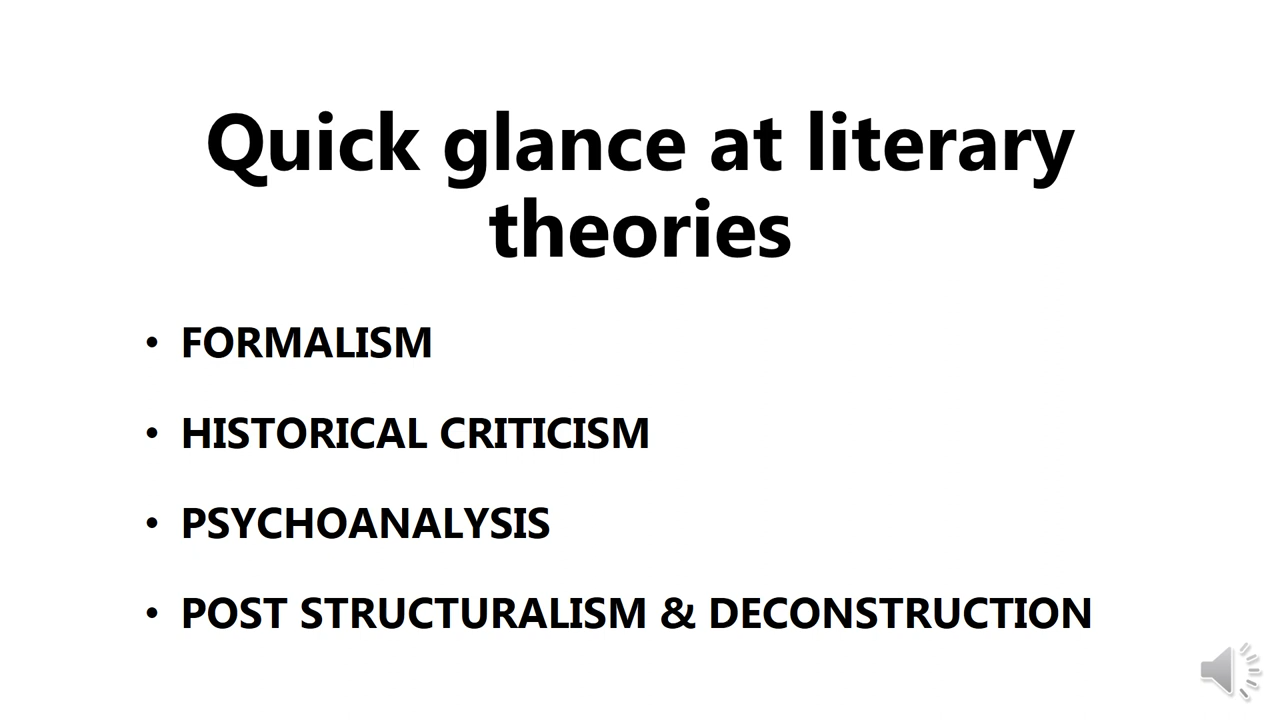 Quick glance at literary
theories
• FORMALISM
• HISTORICAL CRITICISM
• PSYCHOANALYSIS
• POST STRUCTURALISM & DECONSTRUCTION